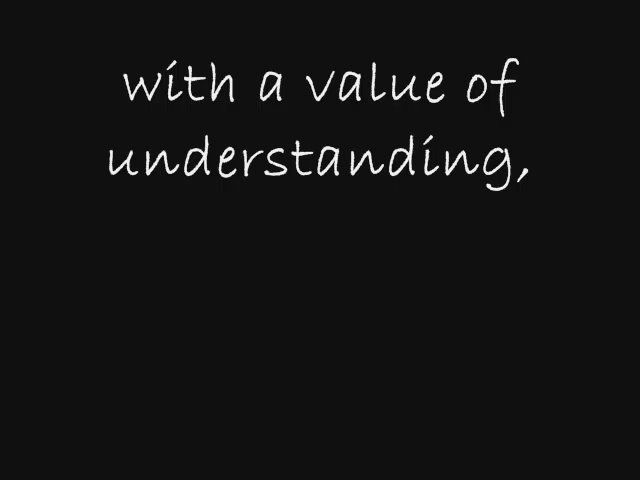 with a value of
understanding,